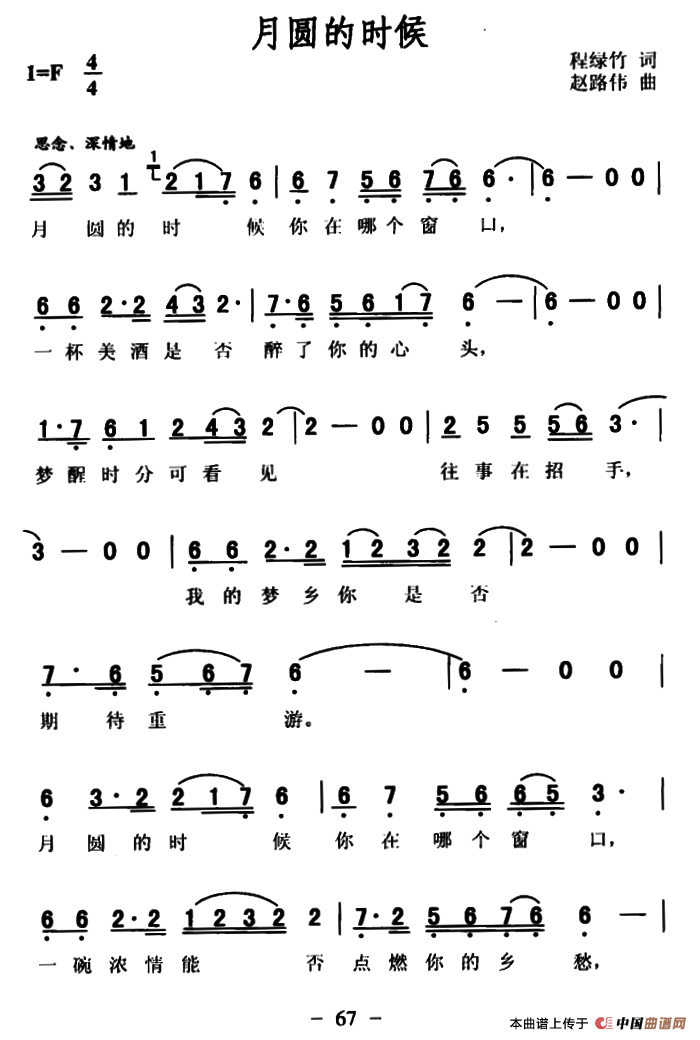 月圆的时候
1=F 4/4
程绿竹 词
赵路伟 曲
思念、深情地
3 2 3 1 2 1 7 6 | 6 7 5 6 7 6 6 · | 6 — 0 0 |
月 圆 的 时 候 你 在 哪 个 窗 口,
6 6 2 · 2 4 3 2 · | 7 · 6 5 6 1 7 6 — | 6 — 0 0 |
一 杯 美 酒 是 否 醉 了 你 的 心 头,
1 · 7 6 1 2 4 3 2 | 2 — 0 0 | 2 5 5 5 6 3 · |
梦 醒 时 分 可 看 见 往 事 在 招 手,
3 — 0 0 | 6 6 2 · 2 1 2 3 2 2 | 2 — 0 0 |
我 的 梦 乡 你 是 否
7 · 6 5 6 7 6 — | 6 — 0 0 |
期 待 重 游。
6 3 · 2 2 1 7 6 | 6 7 5 6 6 5 3 · |
月 圆 的 时 候 你 在 哪 个 窗 口,
6 6 2 · 2 1 2 3 2 2 | 7 · 2 5 6 7 6 6 — |
一 碗 浓 情 能 否 点 燃 你 的 乡 愁,
– 67 –
本曲谱上传于 中国曲谱网